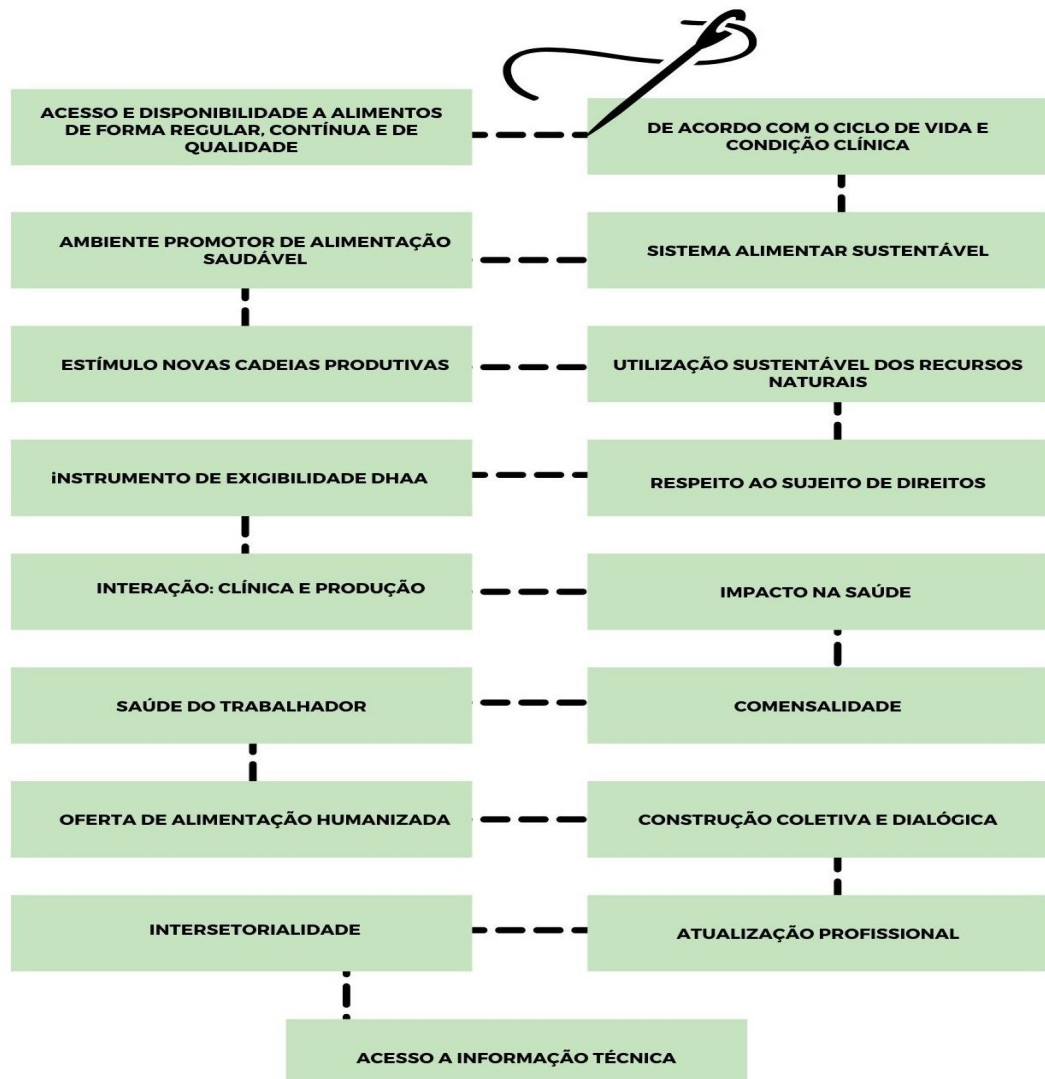 ACESSO E DISPONIBILIDADE A ALIMENTOS
DE FORMA REGULAR, CONTÍNUA E DE
QUALIDADE
DE ACORDO COM O CICLO DE VIDA E
CONDIÇÃO CLÍNICA
AMBIENTE PROMOTOR DE ALIMENTAÇÃO
SAUDÁVEL
SISTEMA ALIMENTAR SUSTENTÁVEL
ESTÍMULO NOVAS CADEIAS PRODUTIVAS
UTILIZAÇÃO SUSTENTÁVEL DOS RECURSOS
NATURAIS
iNSTRUMENTO DE EXIGIBILIDADE DHAA
RESPEITO AO SUJEITO DE DIREITOS
INTERAÇÃO: CLÍNICA E PRODUÇÃO
IMPACTO NA SAÚDE
SAÚDE DO TRABALHADOR
COMENSALIDADE
OFERTA DE ALIMENTAÇÃO HUMANIZADA
CONSTRUÇÃO COLETIVA E DIALÓGICA
INTERSETORIALIDADE
ATUALIZAÇÃO PROFISSIONAL
ACESSO A INFORMAÇÃO TÉCNICA